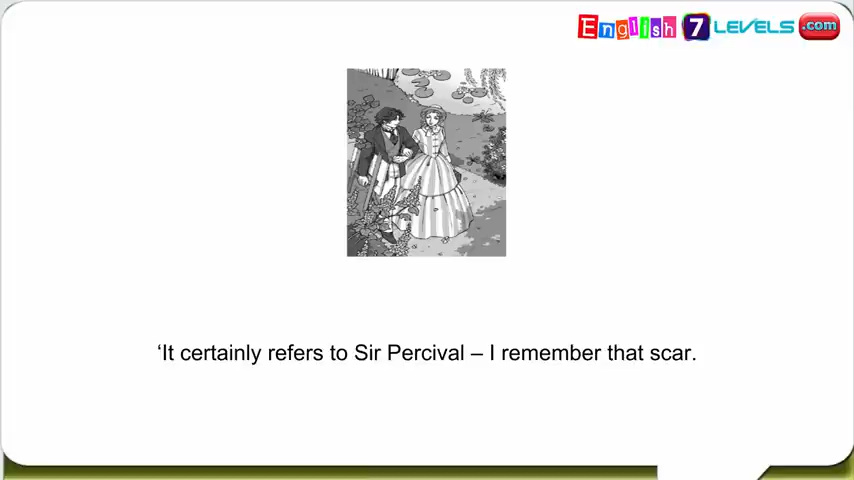 English 7 LEVELS .com
‘It certainly refers to Sir Percival – I remember that scar.